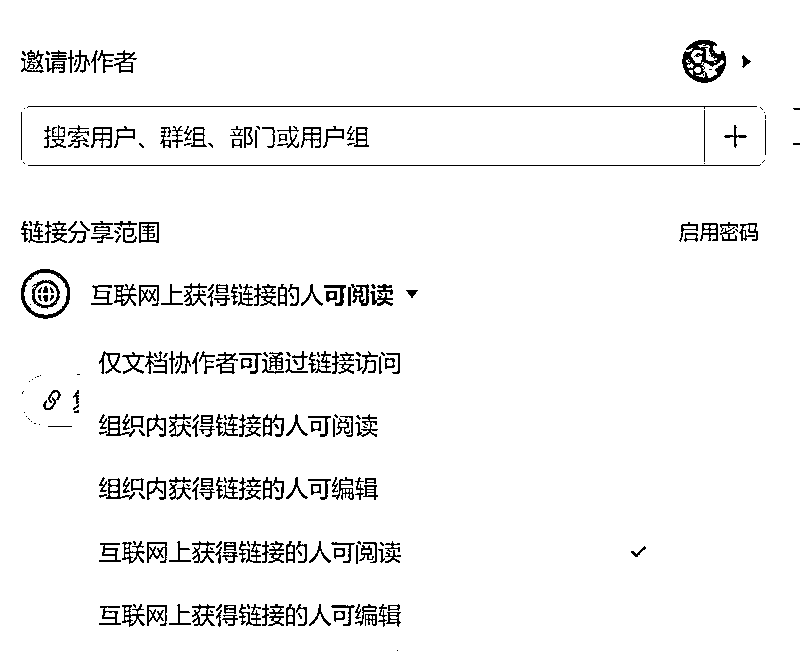 邀请协作者
搜索用户、群组、部门或用户组
链接分享范围
启用密码
互联网上获得链接的人可阅读
仅文档协作者可通过链接访问
组织内获得链接的人可阅读
组织内获得链接的人可编辑
互联网上获得链接的人可阅读
互联网上获得链接的人可编辑